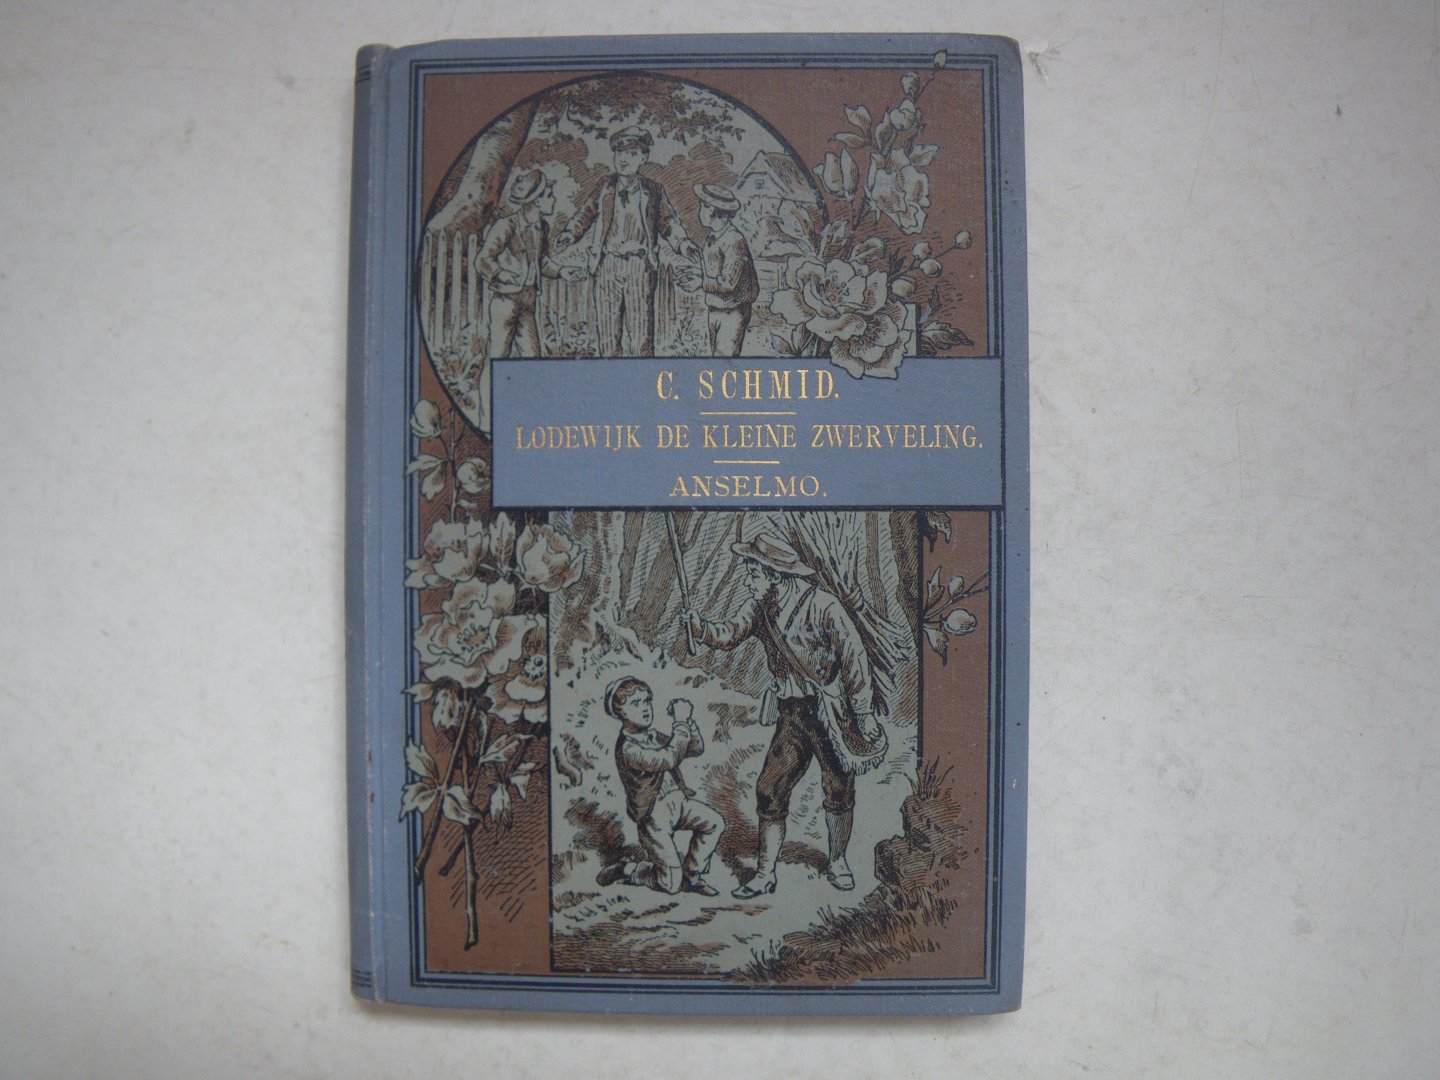 C. SCHMID.
LODEWIJK DE KLEINE ZWERVELING.
ANSELMO.